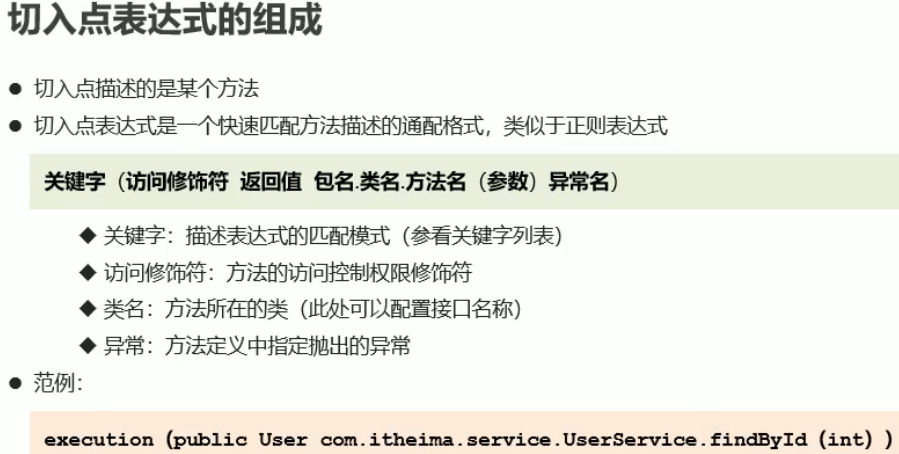 切入点表达式的组成
● 切入点描述的是某个方法
● 切入点表达式是一个快速匹配方法描述的通配格式，类似于正则表达式
关键字（访问修饰符 返回值 包名.类名.方法名（参数）异常名）
◆ 关键字：描述表达式的匹配模式（参看关键字列表）
◆ 访问修饰符：方法的访问控制权限修饰符
◆ 类名：方法所在的类（此处可以配置接口名称）
◆ 异常：方法定义中指定抛出的异常
● 范例：
execution（public User com.itheima.service.UserService.findById（int））